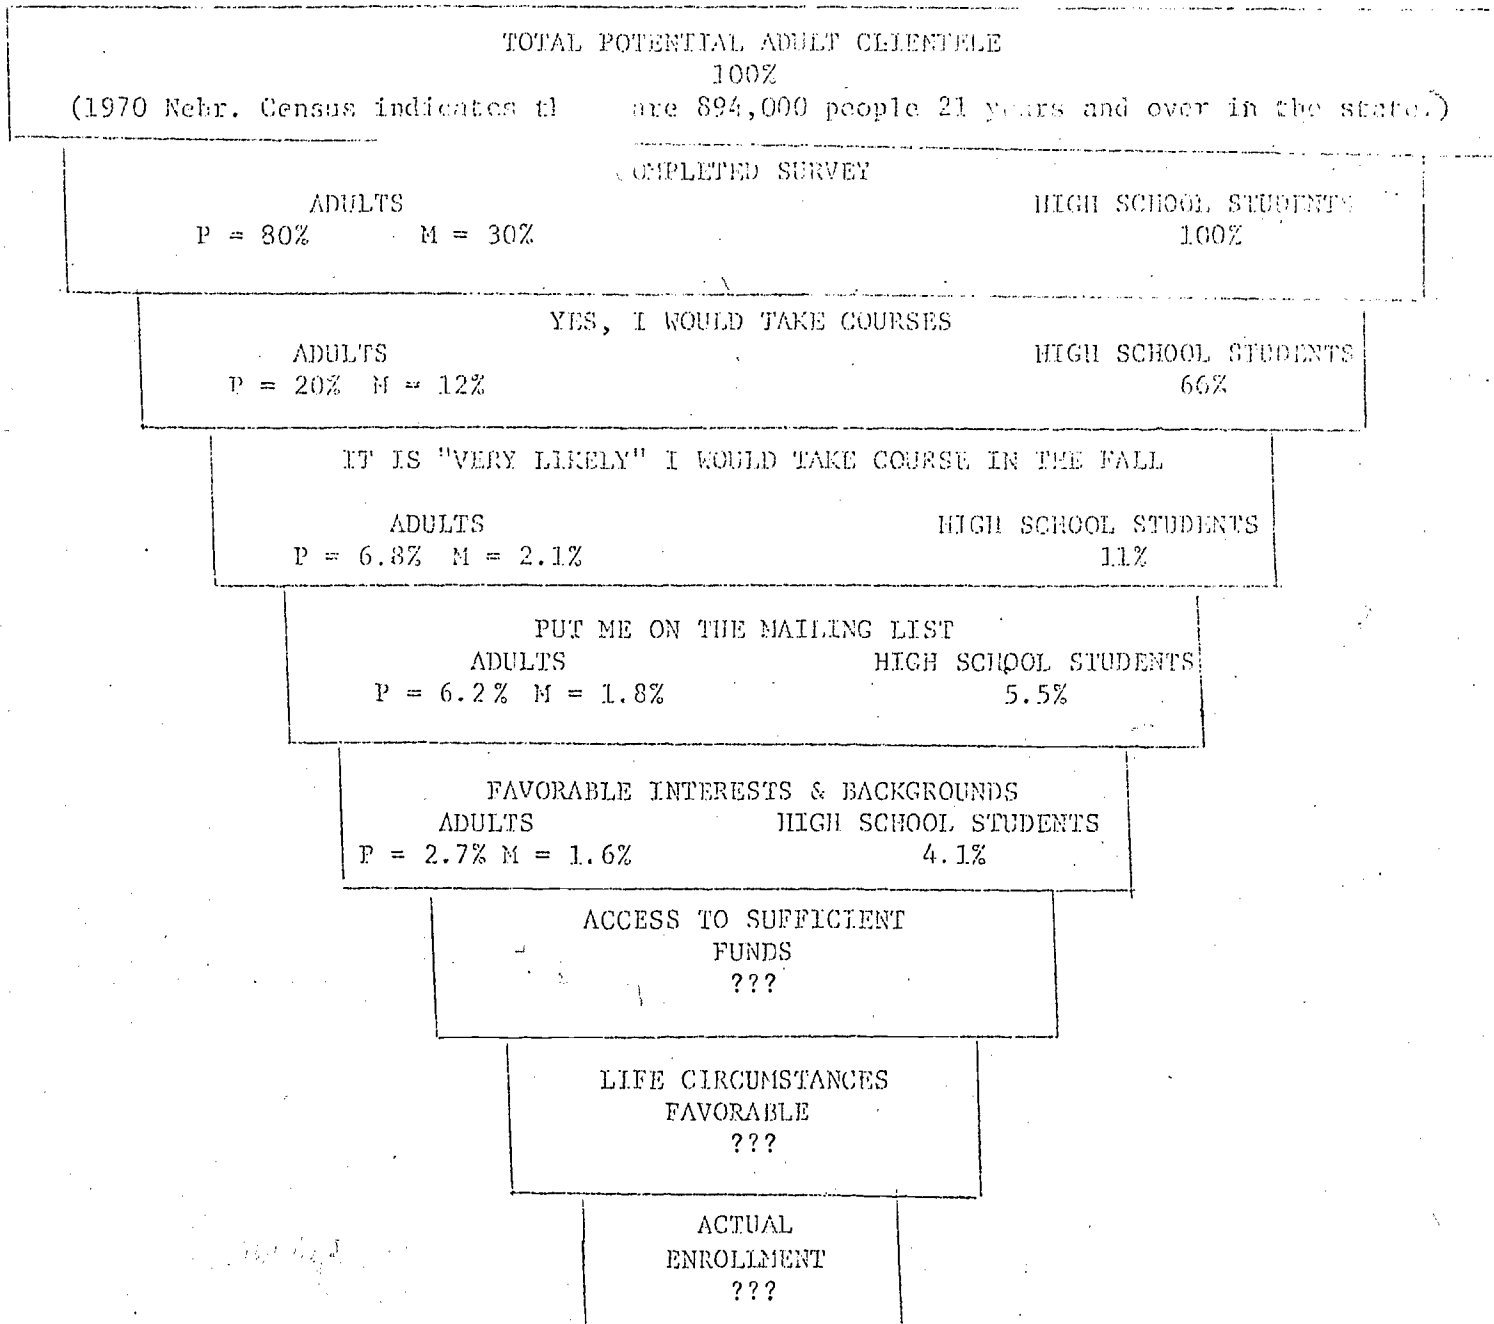 TOTAL POTENTIAL ADULT CLIENTELE
100%
(1970 Nebr. Census indicates th are 894,000 people 21 years and over in the state.)
COMPLETED SURVEY
ADULTS HIGH SCHOOL STUDENTS
P = 80% M = 30% 100%
YES, I WOULD TAKE COURSES
ADULTS HIGH SCHOOL STUDENTS
P = 20% M = 12% 66%
IT IS "VERY LIKELY" I WOULD TAKE COURSE IN THE FALL
ADULTS HIGH SCHOOL STUDENTS
P = 6.8% M = 2.1% 11%
PUT ME ON THE MAILING LIST
ADULTS HIGH SCHOOL STUDENTS
P = 6.2% M = 1.8% 5.5%
FAVORABLE INTERESTS & BACKGROUNDS
ADULTS HIGH SCHOOL STUDENTS
P = 2.7% M = 1.6% 4.1%
ACCESS TO SUFFICIENT
FUNDS
???
LIFE CIRCUMSTANCES
FAVORABLE
???
ACTUAL
ENROLLMENT
???